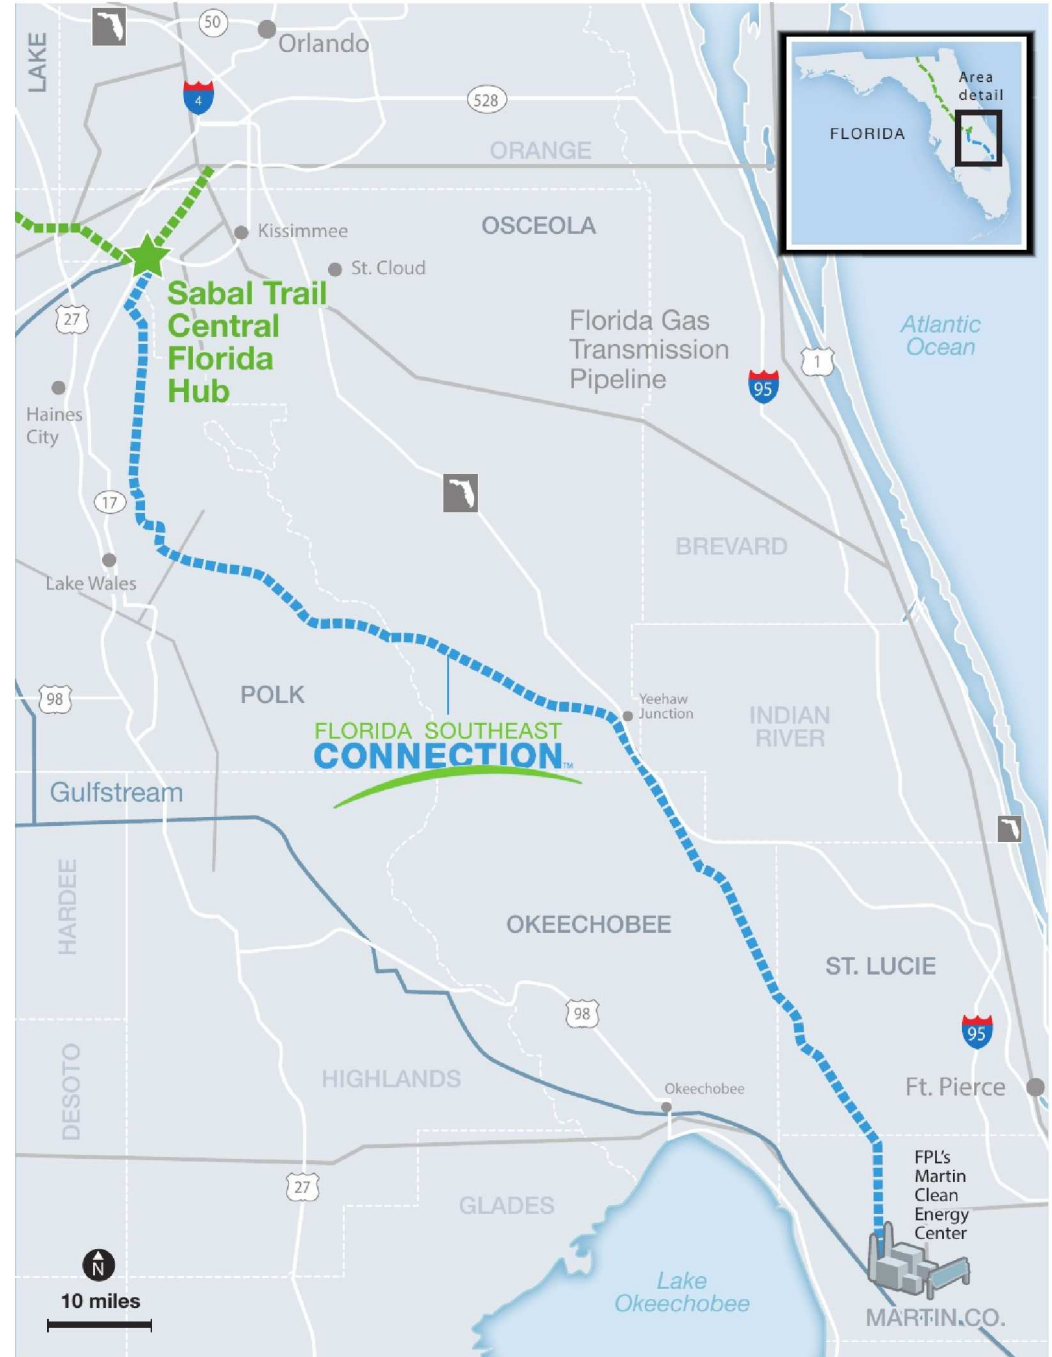 LAKE
50
Orlando
4
528
ORANGE
Area
detail
FLORIDA
OSCEOLA
Kissimmee
St. Cloud
Sabal Trail
Central
Florida
Hub
27
Florida Gas
Transmission
Pipeline
Atlantic
Ocean
1
95
Haines
City
17
BREVARD
Lake Wales
98
POLK
Yeehaw
Junction
INDIAN
RIVER
FLORIDA SOUTHEAST
CONNECTION™
Gulfstream
HARDEE
OKEECHOBEE
ST. LUCIE
98
95
DESOTO
HIGHLANDS
Okeechobee
Ft. Pierce
27
GLADES
FPL's
Martin
Clean
Energy
Center
N
10 miles
Lake
Okeechobee
MARTIN CO.